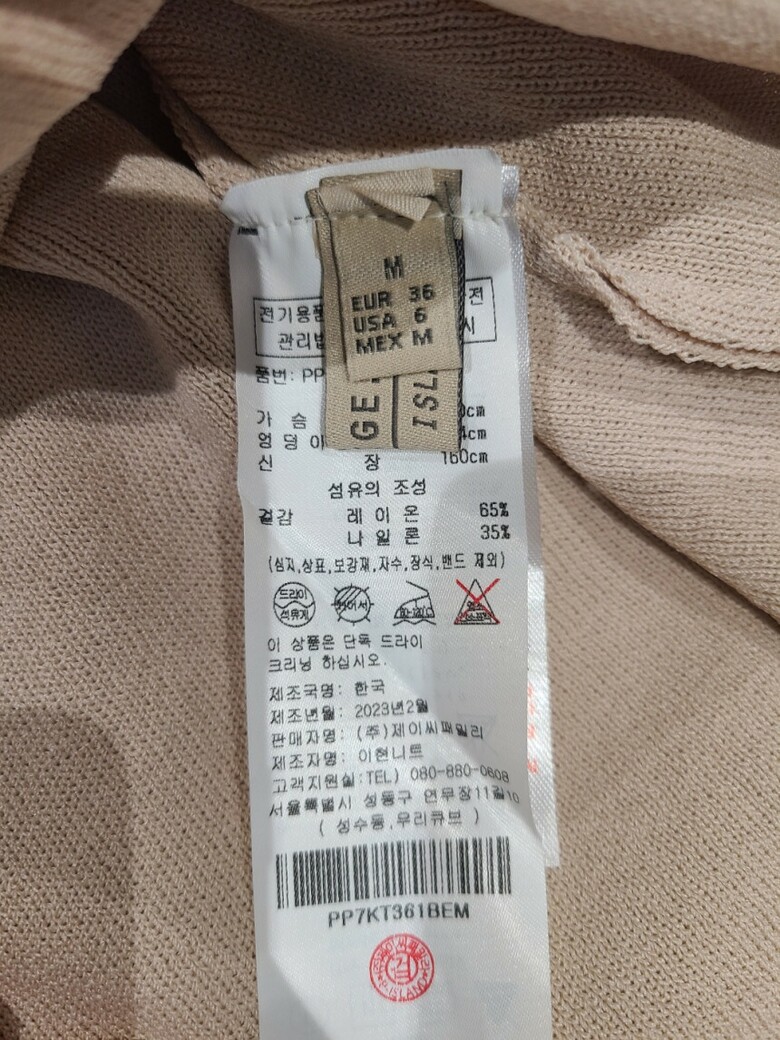 M
EUR 36
USA 6
MEX M
GE
ISL
전기용품
전
관리법
시
품번: PP
가 슴
0cm
엉 덩 이
4cm
신 장 160cm
섬유의 조성
겉감 레 이 온 65%
나 일 론 35%
(심지,상표,보강재,자수,장식,밴드 제외)
드라이
석유계
80-120℃
염소
이 상품은 단독 드라이
크리닝 하십시오.
제조국명: 한국
제조년월: 2023년2월
판매자명: (주)제이씨패밀리
제조자명: 이현니트
고객지원실:TEL) 080-880-0608
서울특별시 성동구 연무장11길10
( 성수동,우리큐브 )
PP7KT361BEM
P-ISLAND